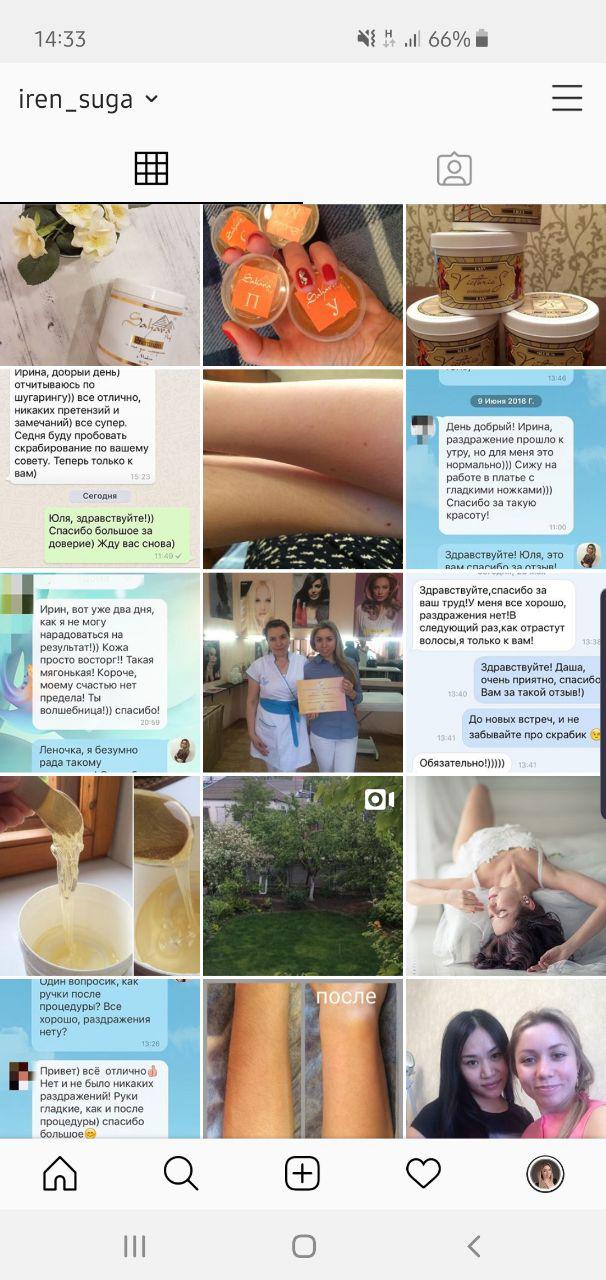 14:33
H
66%
iren_suga
Sahara
П
Sahara
У
Victoria
Ирина, добрый день)
отчитываюсь по
шугарингу)) все отлично,
никаких претензий и
замечаний) все супер.
Седня буду пробовать
скрабирование по вашему
совету. Теперь только к
вам)
15:23
Сегодня
Юля, здравствуйте!))
Спасибо большое за
доверие) Жду вас снова)
11:49
13:46
9 Июня 2016 г.
День добрый! Ирина,
раздражение прошло к
утру, но для меня это
нормально))) Сижу на
работе в платье с
гладкими ножками)))
Спасибо за такую
красоту!
11:00
Здравствуйте! Юля, это
вам спасибо за отзыв!
Ирин, вот уже два дня,
как я не могу
нарадоваться на
результат!)) Кожа
просто восторг!! Такая
мягонькая! Короче,
моему счастью нет
предела! Ты
волшебница!)) спасибо!
20:59
Леночка, я безумно
рада такому
Здравствуйте,спасибо за
ваш труд!У меня все хорошо,
раздражения нет!В
следующий раз,как отрастут
волосы,я только к вам!
13:38
Здравствуйте! Даша,
очень приятно, спасибо
Вам за такой отзыв!)
13:40
До новых встреч, и не
забывайте про скрабик 😉
13:41
Обязательно!)))))
13:41
Один вопросик, как
ручки после
процедуры? Все
хорошо, раздражения
нету?
13:26
Привет) всё отлично👍
Нет и не было никаких
раздражений! Руки
гладкие, как и после
процедуры) спасибо
большое😊
после